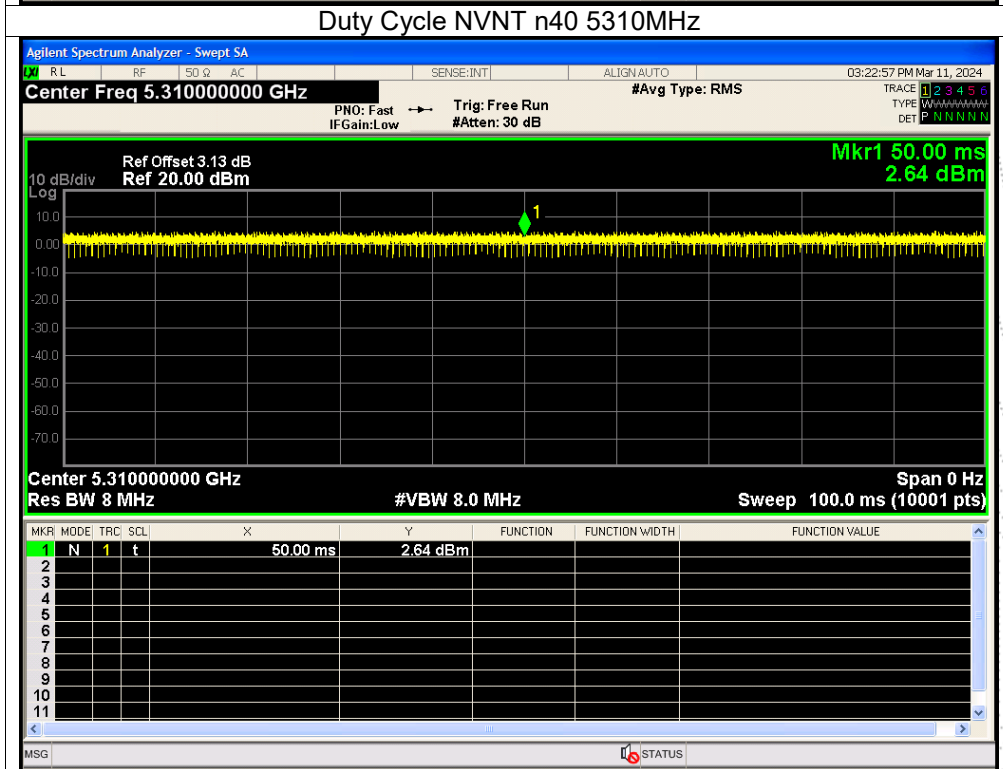 Duty Cycle NVNT n40 5310MHz
Agilent Spectrum Analyzer - Swept SA
LXI RL RF 50 Ω AC SENSE:INT ALIGN AUTO 03:22:57 PM Mar 11, 2024
Center Freq 5.310000000 GHz #Avg Type: RMS TRACE 1 2 3 4 5 6
PNO: Fast Trig: Free Run TYPE
IFGain:Low #Atten: 30 dB DET P N N N N N
Mkr1 50.00 ms
Ref Offset 3.13 dB
10 dB/div Ref 20.00 dBm 2.64 dBm
Log
1
10.0
0.00
-10.0
-20.0
-30.0
-40.0
-50.0
-60.0
-70.0
Center 5.310000000 GHz Span 0 Hz
Res BW 8 MHz #VBW 8.0 MHz Sweep 100.0 ms (10001 pts)
MKR MODE TRC SCL X Y FUNCTION FUNCTION WIDTH FUNCTION VALUE
1 N 1 t 50.00 ms 2.64 dBm
2
3
4
5
6
7
8
9
10
11
MSG STATUS